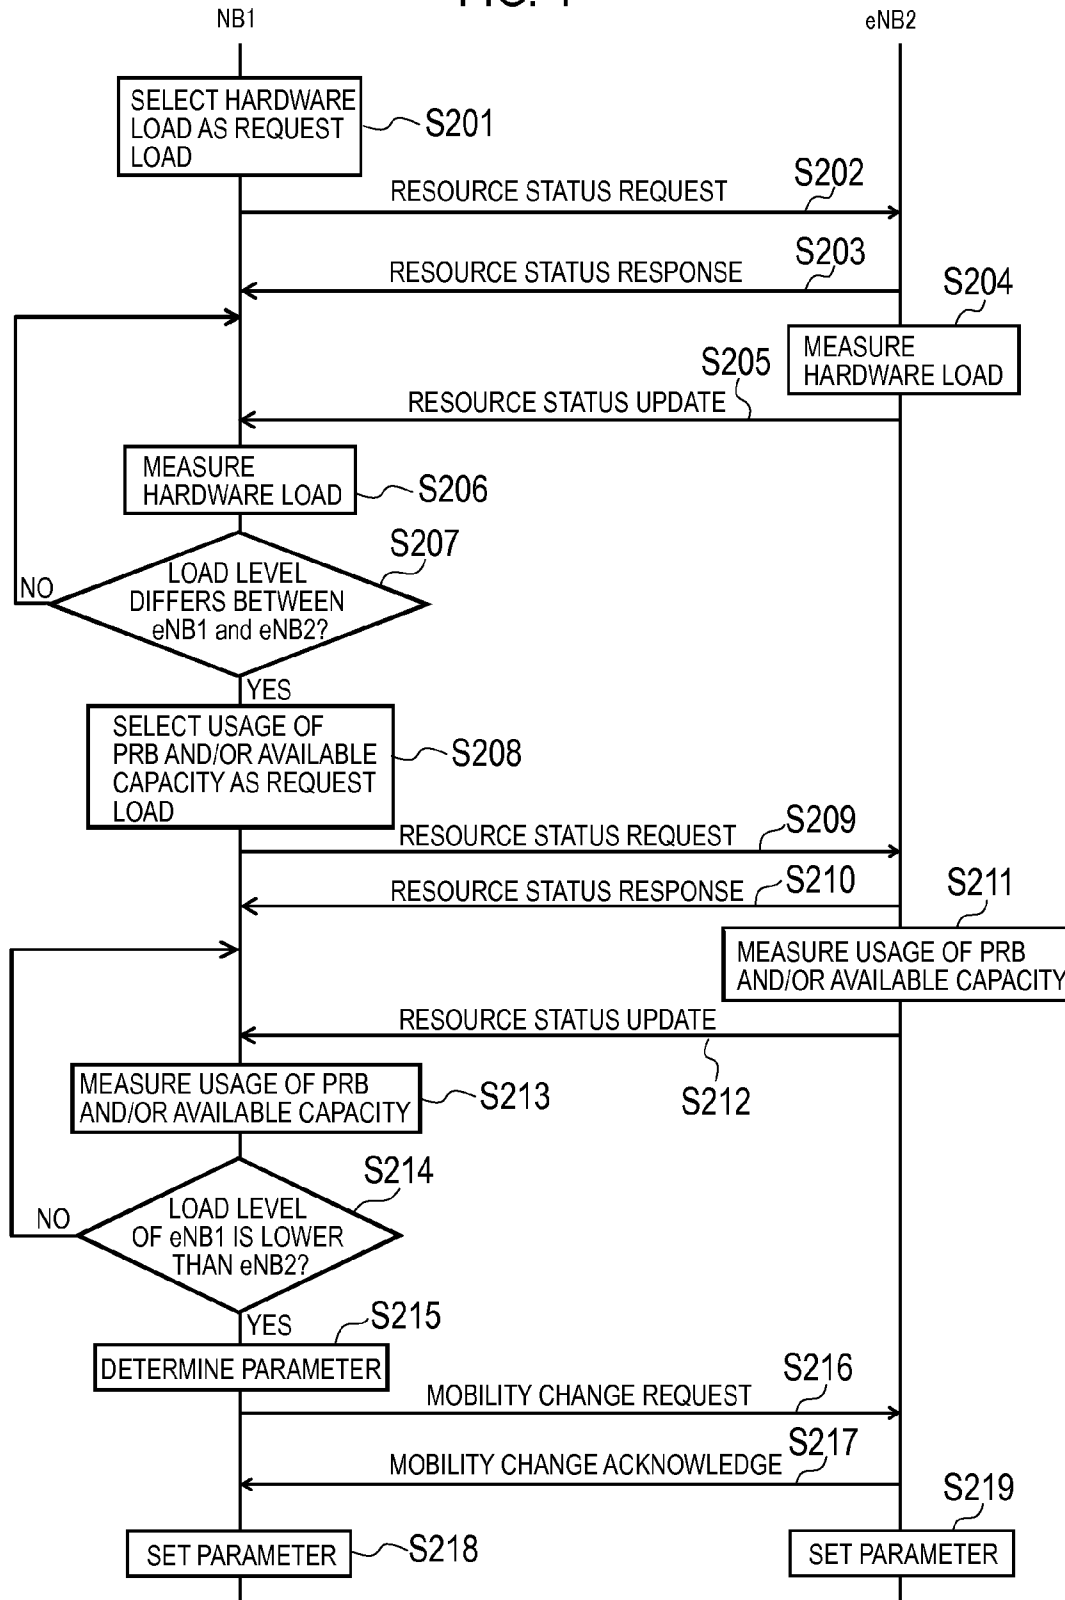 NB1
eNB2
SELECT HARDWARE
LOAD AS REQUEST
LOAD
S201
RESOURCE STATUS REQUEST
S202
RESOURCE STATUS RESPONSE
S203
S204
MEASURE
HARDWARE LOAD
S205
RESOURCE STATUS UPDATE
MEASURE
HARDWARE LOAD
S206
S207
LOAD LEVEL
DIFFERS BETWEEN
eNB1 and eNB2?
NO
YES
SELECT USAGE OF
PRB AND/OR AVAILABLE
CAPACITY AS REQUEST
LOAD
S208
RESOURCE STATUS REQUEST
S209
RESOURCE STATUS RESPONSE
S210
S211
MEASURE USAGE OF PRB
AND/OR AVAILABLE CAPACITY
RESOURCE STATUS UPDATE
S212
MEASURE USAGE OF PRB
AND/OR AVAILABLE CAPACITY
S213
S214
LOAD LEVEL
OF eNB1 IS LOWER
THAN eNB2?
NO
YES
S215
DETERMINE PARAMETER
MOBILITY CHANGE REQUEST
S216
MOBILITY CHANGE ACKNOWLEDGE
S217
SET PARAMETER
S218
S219
SET PARAMETER